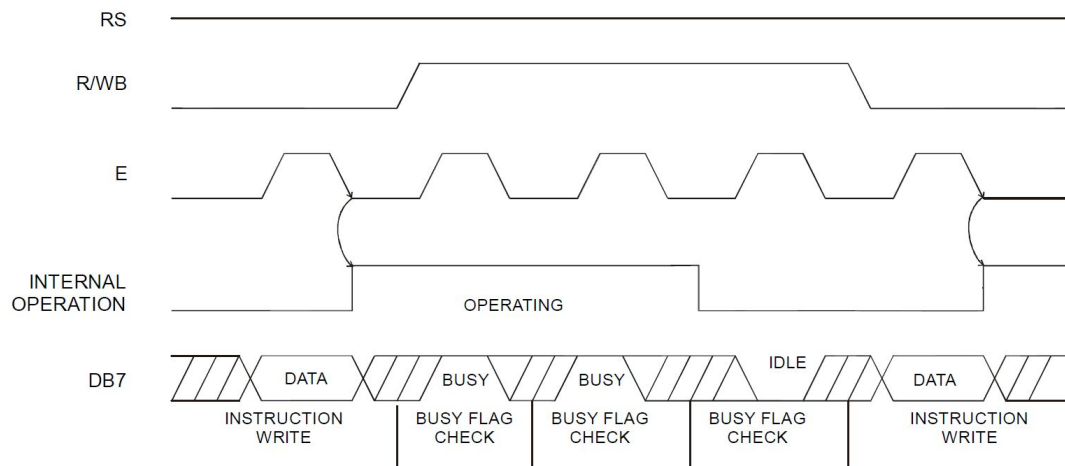 RS
R/WB
E
INTERNAL
OPERATION
OPERATING
DB7
DATA
BUSY
BUSY
IDLE
DATA
INSTRUCTION
WRITE
BUSY FLAG
CHECK
BUSY FLAG
CHECK
BUSY FLAG
CHECK
INSTRUCTION
WRITE